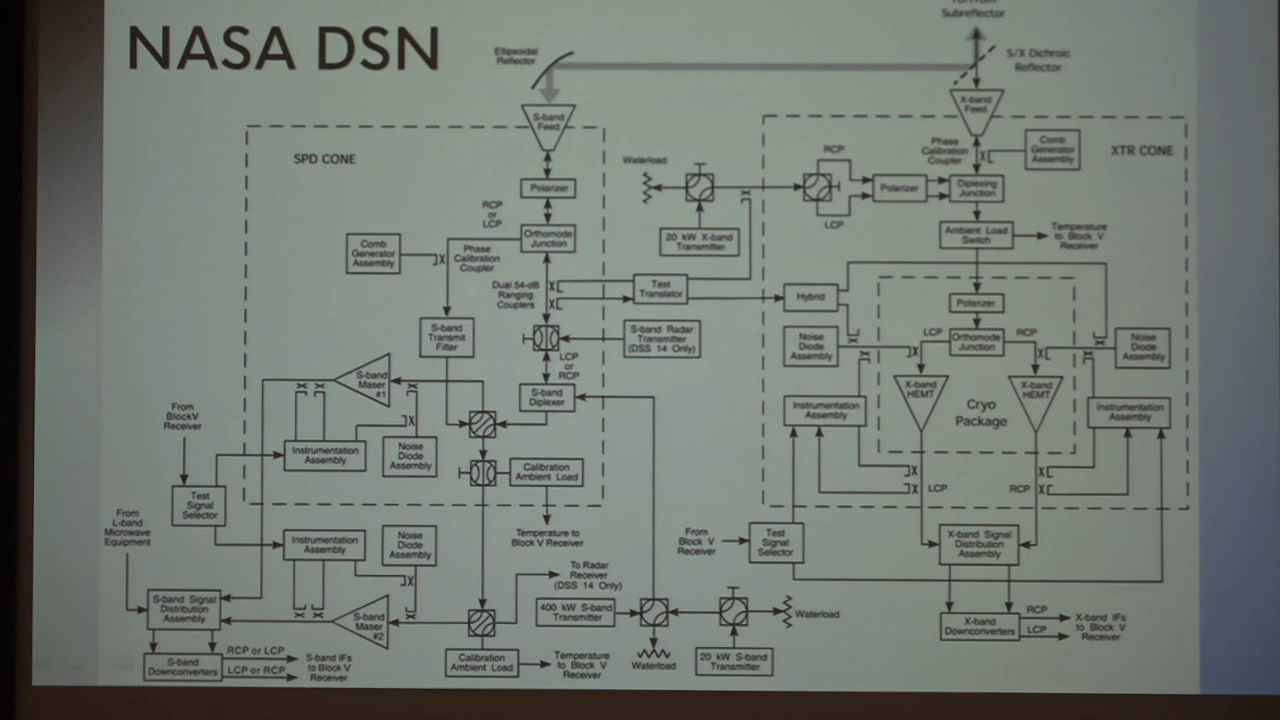 NASA DSN
Subreflector
Ellipsoidal
Reflector
S/X Dichroic
Reflector
S-band
Feed
X-band
Feed
SPD CONE
XTR CONE
Phase
Calibration
Coupler
Comb
Generator
Assembly
Waterload
RCP
Polarizer
Polarizer
Diplexing
Junction
LCP
RCP
or
LCP
Orthomode
Junction
20 kW X-band
Transmitter
Ambient Load
Switch
Temperature
to Block V
Receiver
Comb
Generator
Assembly
Phase
Calibration
Coupler
Dual 54-dB
Ranging
Couplers
Test
Translator
Hybrid
Polarizer
S-band
Transmit
Filter
S-band Radar
Transmitter
(DSS 14 Only)
Noise
Diode
Assembly
LCP
Orthomode
Junction
RCP
Noise
Diode
Assembly
LCP
or
RCP
S-band
Maser
#1
S-band
Diplexer
X-band
HEMT
X-band
HEMT
Cryo
Package
Instrumentation
Assembly
Instrumentation
Assembly
From
BlockV
Receiver
Instrumentation
Assembly
Noise
Diode
Assembly
Calibration
Ambient Load
LCP
RCP
Test
Signal
Selector
From
L-band
Microwave
Equipment
Instrumentation
Assembly
Noise
Diode
Assembly
Temperature to
Block V Receiver
From
Block V
Receiver
Test
Signal
Selector
X-band Signal
Distribution
Assembly
To Radar
Receiver
(DSS 14 Only)
S-band Signal
Distribution
Assembly
S-band
Maser
#2
400 kW S-band
Transmitter
Waterload
X-band
Downconverters
RCP
LCP
X-band IFs
to Block V
Receiver
S-band
Downconverters
RCP or LCP
LCP or RCP
S-band IFs
to Block V
Receiver
Calibration
Ambient Load
Temperature
to Block V
Receiver
Waterload
20 kW S-band
Transmitter